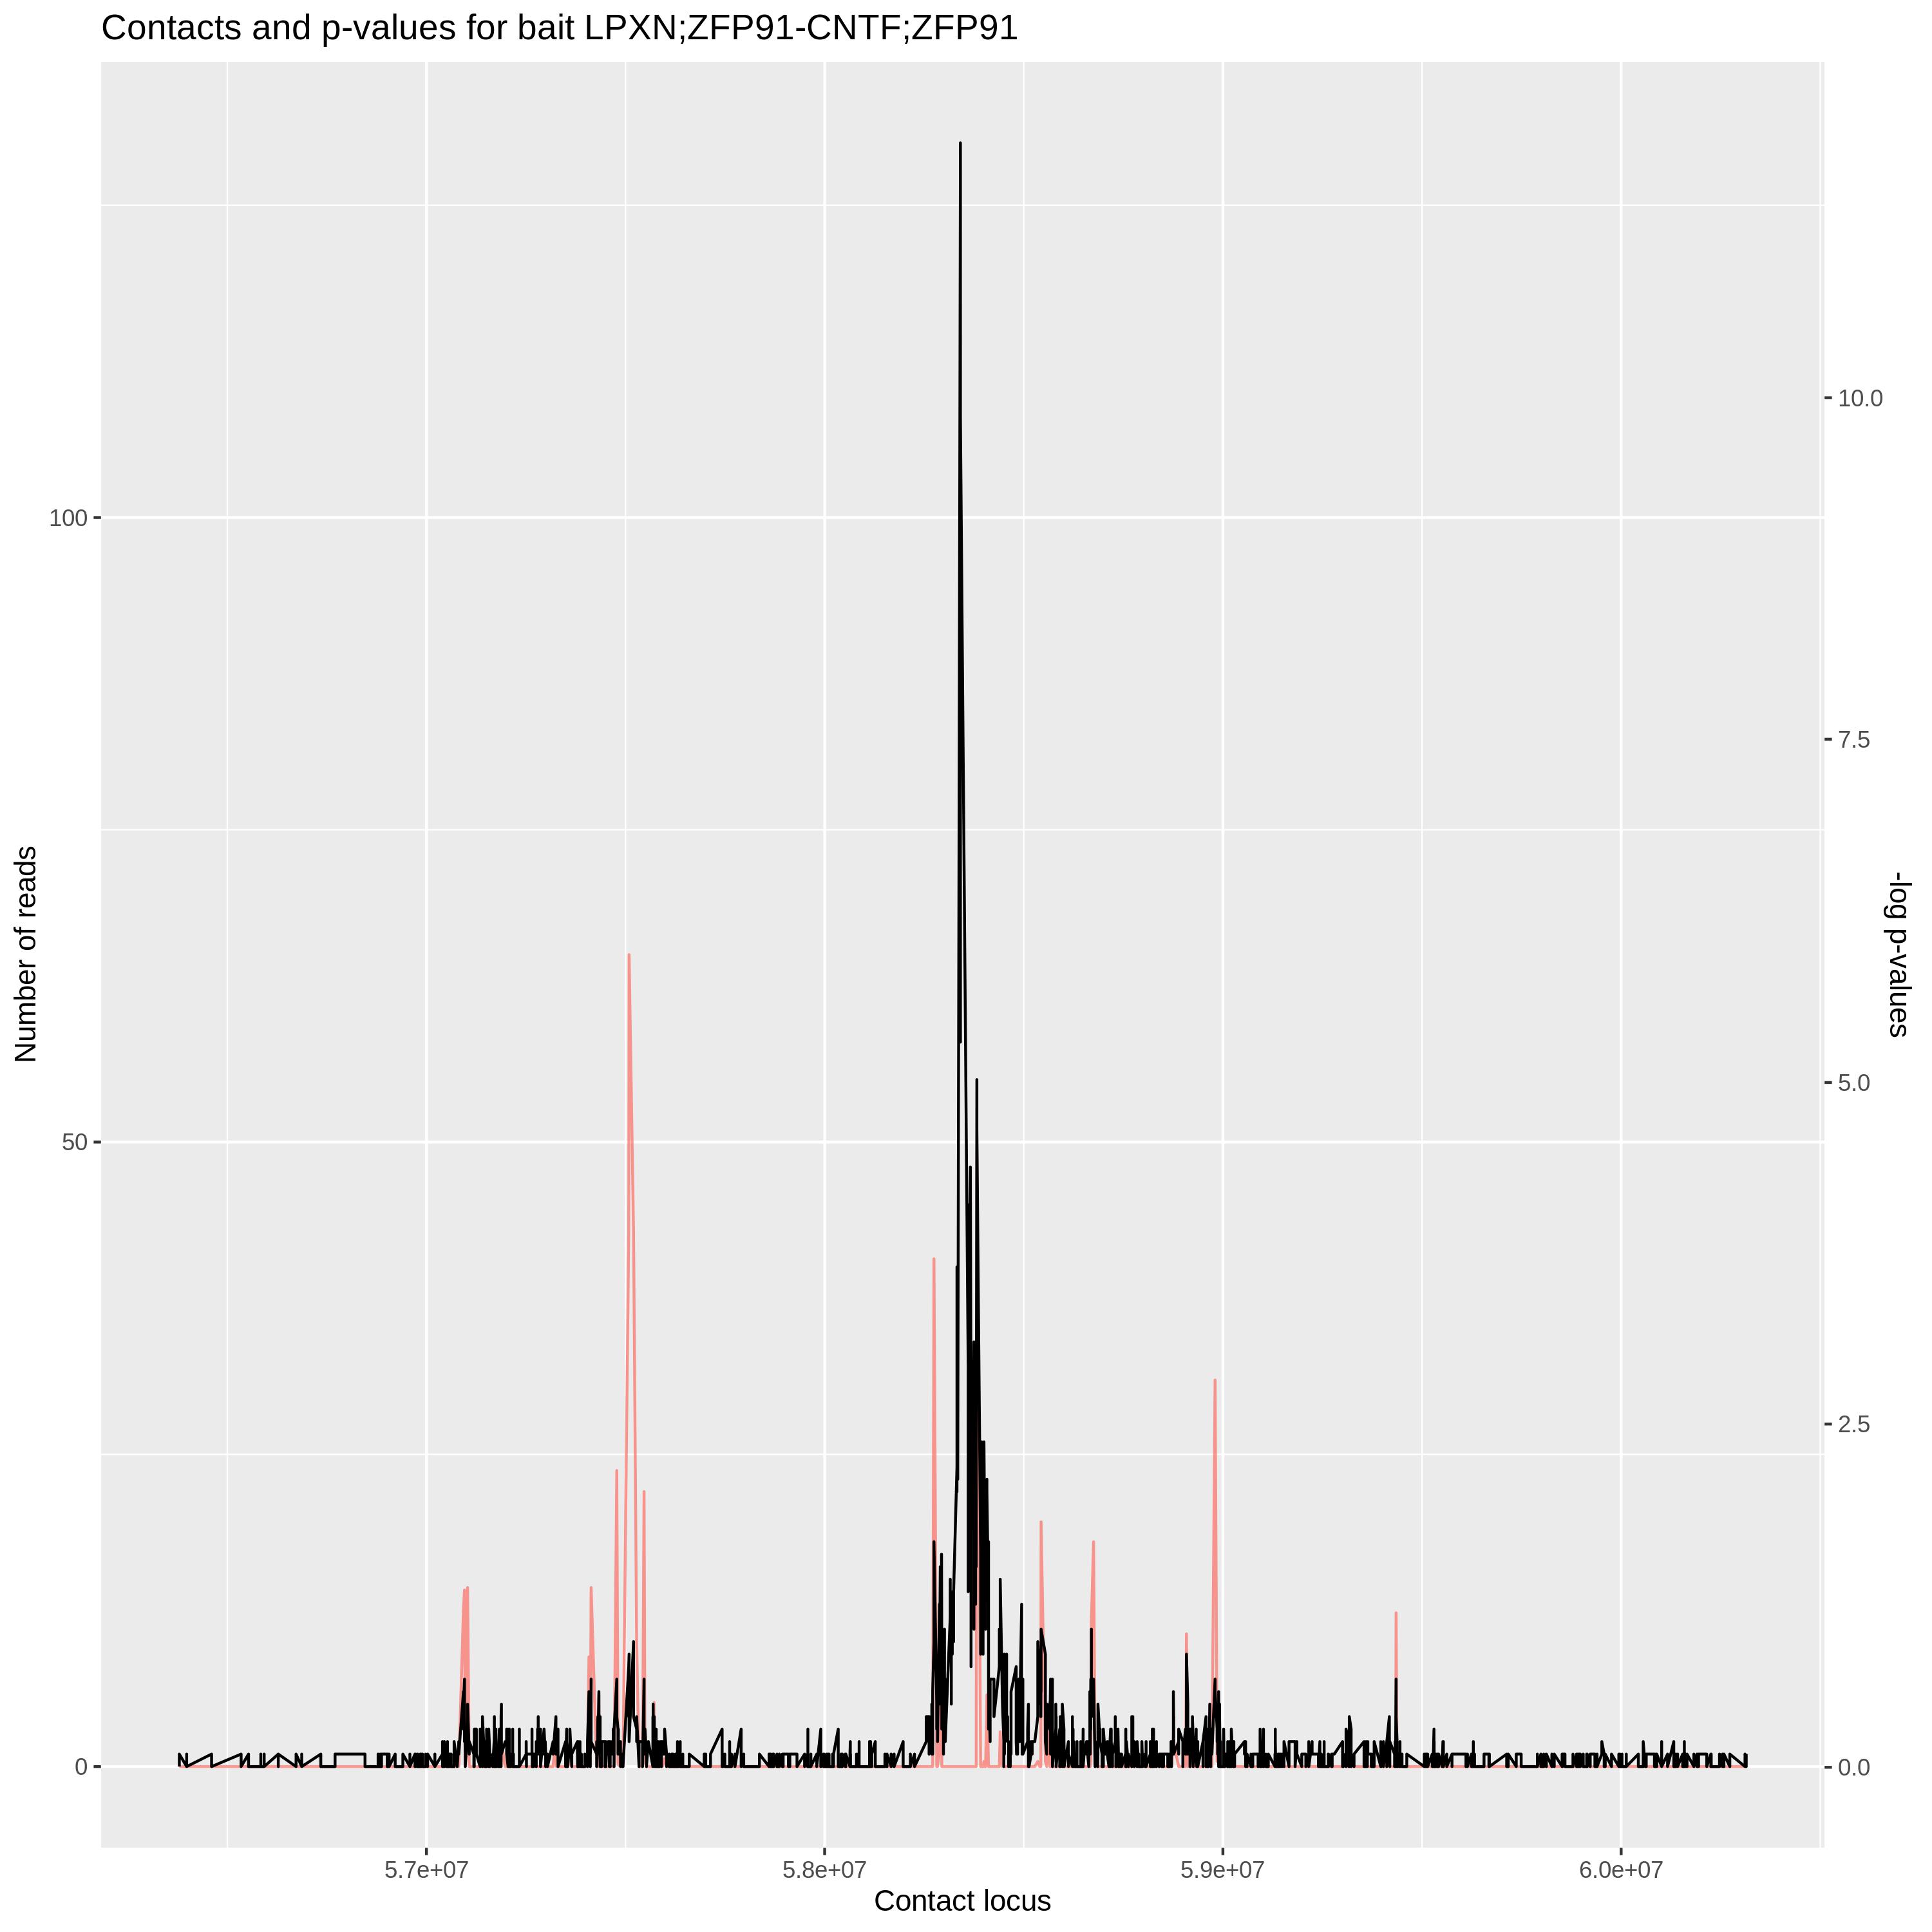 Contacts and p-values for bait LPXN;ZFP91-CNTF;ZFP91
Number of reads
100
50
0
10.0
7.5
5.0
2.5
0.0
-log p-values
5.7e+07 5.8e+07 5.9e+07 6.0e+07
Contact locus